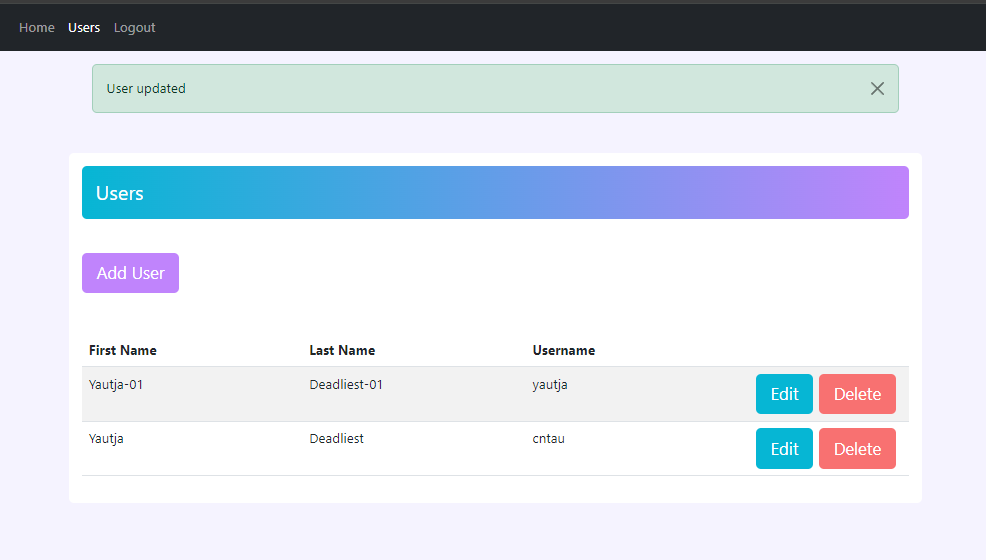 Home Users Logout
User updated
Users
Add User
First Name Last Name Username
Yautja-01 Deadliest-01 yautja Edit Delete
Yautja Deadliest cntau Edit Delete